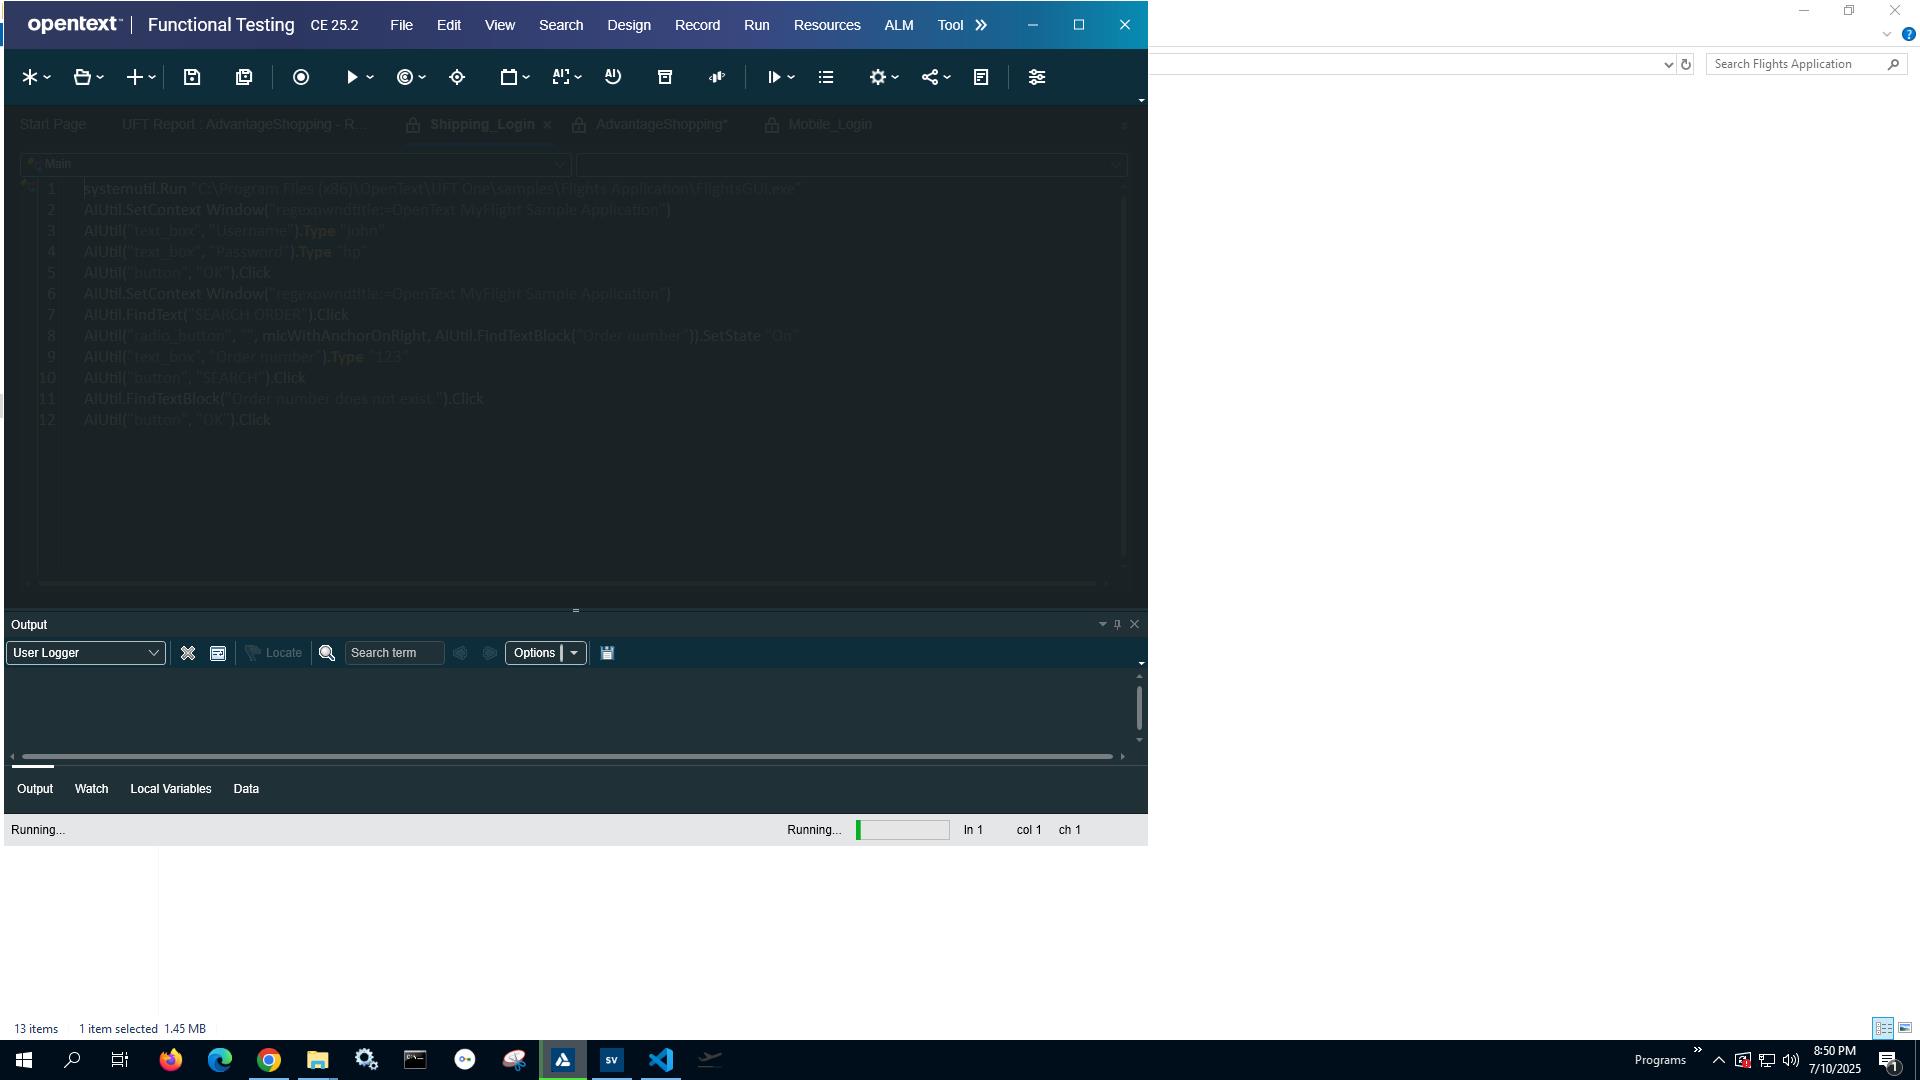 opentext™ | Functional Testing CE 25.2 File Edit View Search Design Record Run Resources ALM Tool »
Search Flights Application
Start Page UFT Report : AdvantageShopping - R... Shipping_Login × AdvantageShopping* Mobile_Login
Main
1 systemutil.Run "C:\Program Files (x86)\OpenText\UFT One\samples\Flights Application\FlightsGUI.exe"
2 AIUtil.SetContext Window("regexpwndtitle:=OpenText MyFlight Sample Application")
3 AIUtil("text_box", "Username").Type "john"
4 AIUtil("text_box", "Password").Type "hp"
5 AIUtil("button", "OK").Click
6 AIUtil.SetContext Window("regexpwndtitle:=OpenText MyFlight Sample Application")
7 AIUtil.FindText("SEARCH ORDER").Click
8 AIUtil("radio_button", "", micWithAnchorOnRight, AIUtil.FindTextBlock("Order number")).SetState "On"
9 AIUtil("text_box", "Order number").Type "123"
10 AIUtil("button", "SEARCH").Click
11 AIUtil.FindTextBlock("Order number does not exist.").Click
12 AIUtil("button", "OK").Click
Output
User Logger Locate Search term Options
Output Watch Local Variables Data
Running... Running... ln 1 col 1 ch 1
13 items 1 item selected 1.45 MB
SV Programs » 8:50 PM
7/10/2025 1